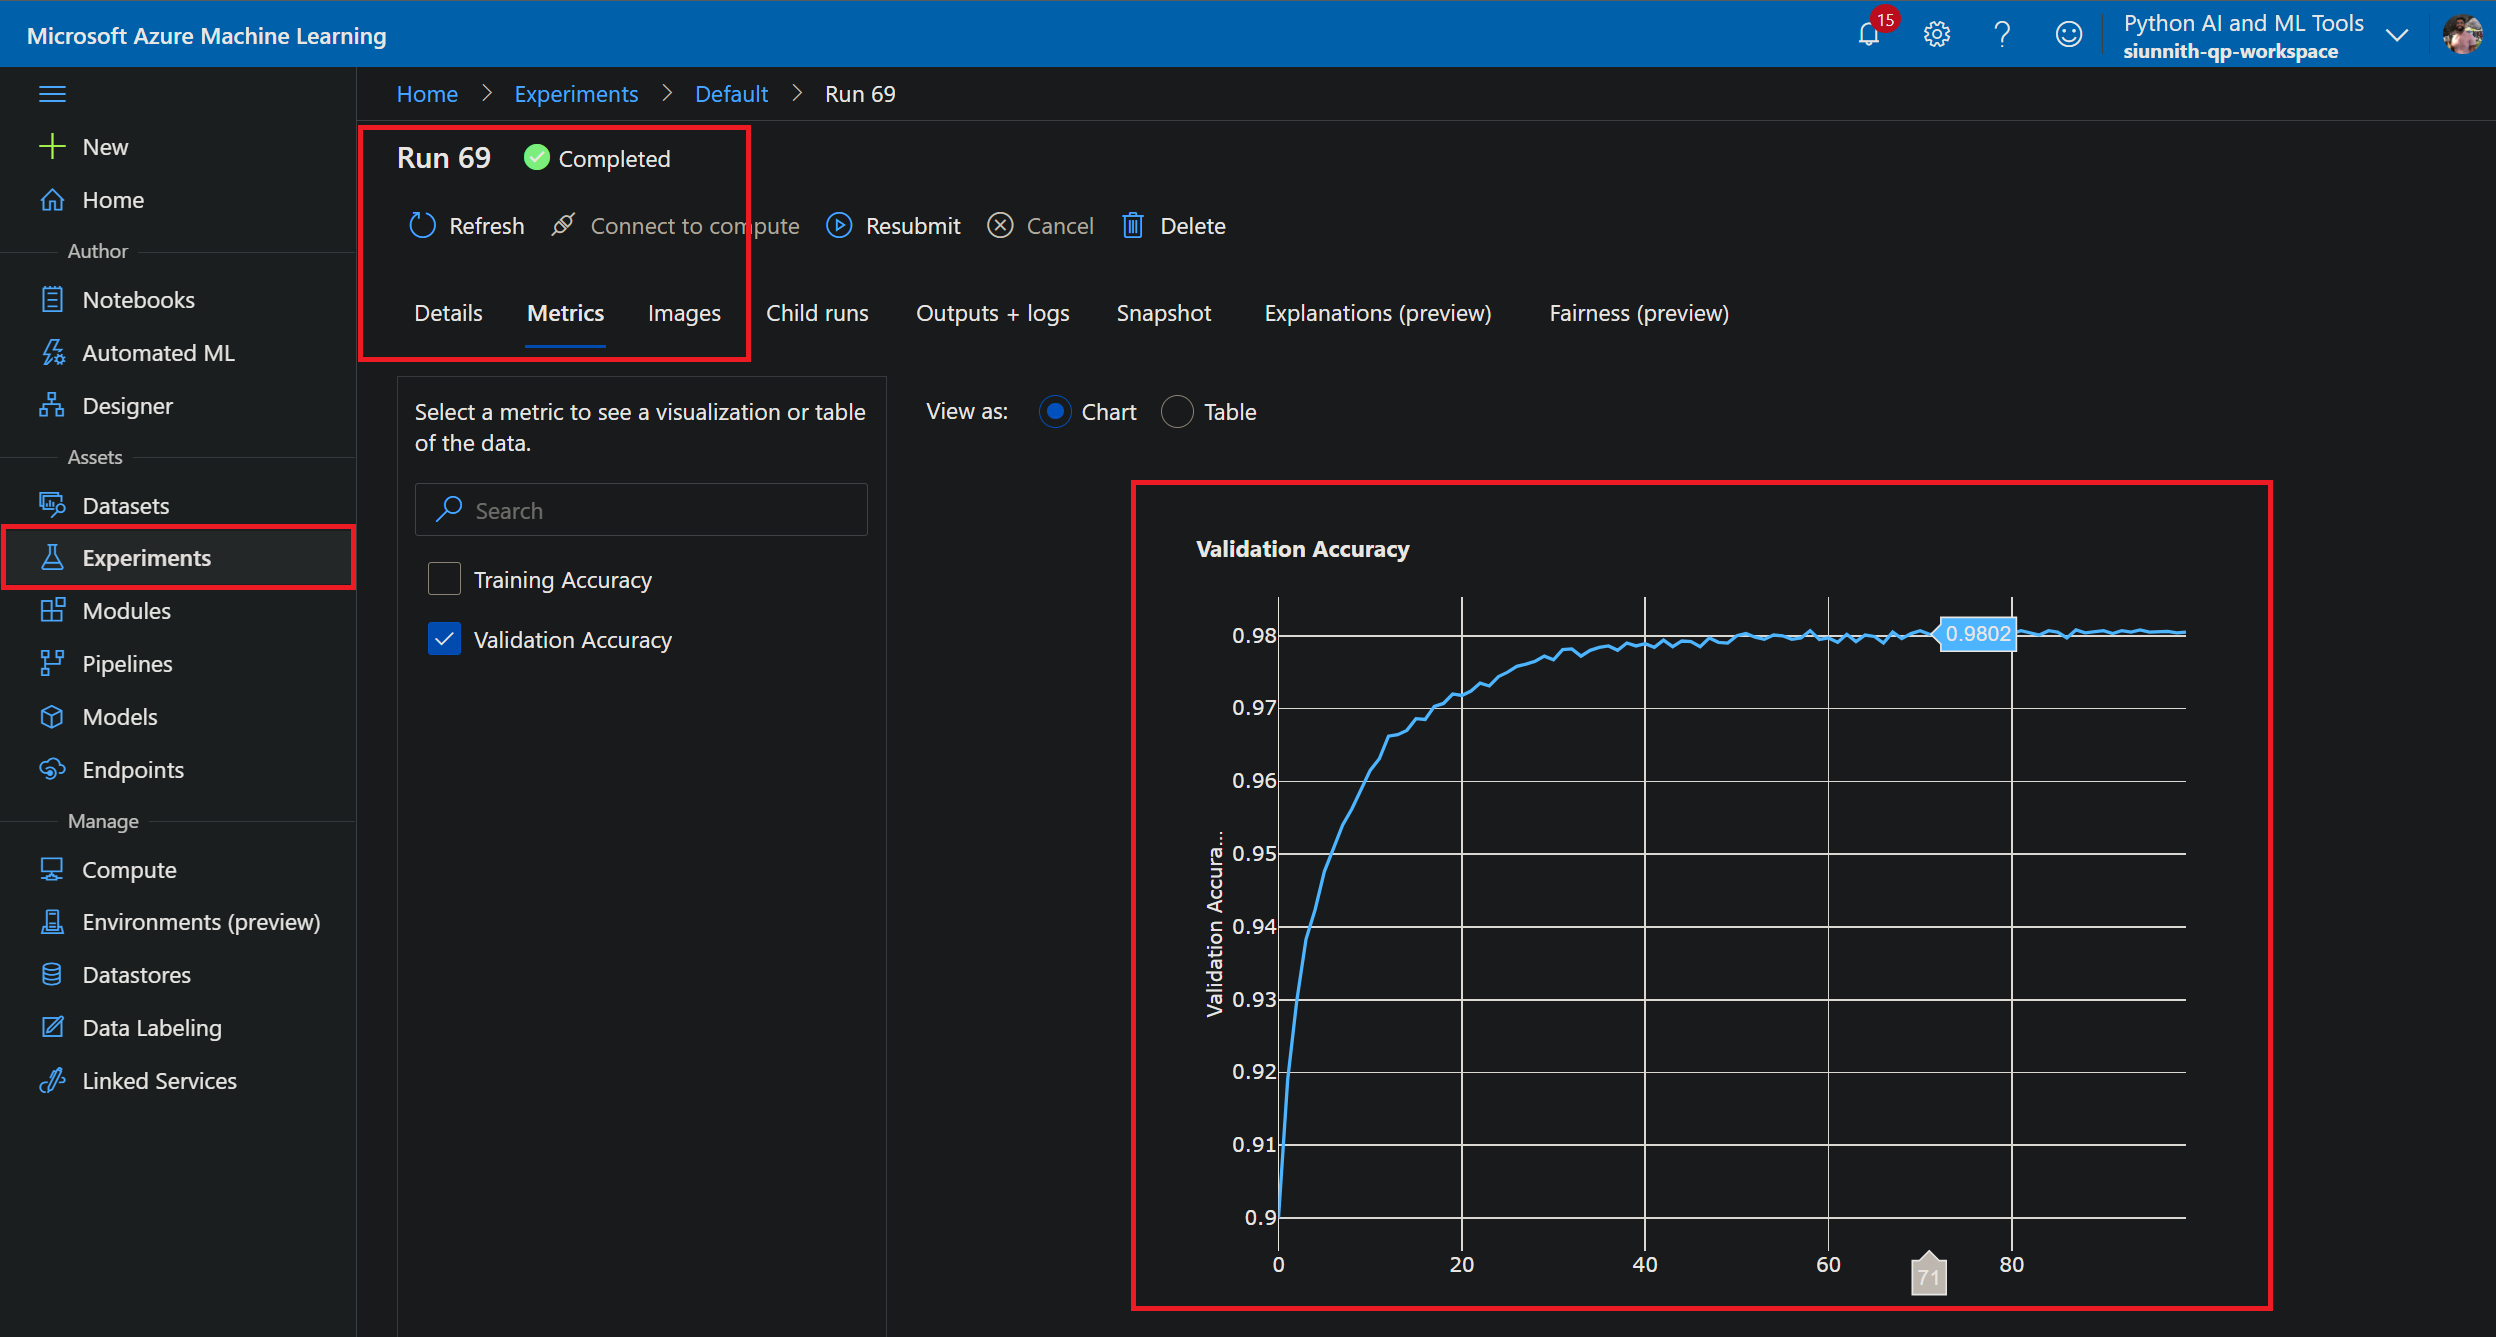 Microsoft Azure Machine Learning
15
Python AI and ML Tools
siunnith-qp-workspace
New
Home
Author
Notebooks
Automated ML
Designer
Assets
Datasets
Experiments
Modules
Pipelines
Models
Endpoints
Manage
Compute
Environments (preview)
Datastores
Data Labeling
Linked Services
Home > Experiments > Default > Run 69
Run 69 Completed
Refresh Connect to compute Resubmit Cancel Delete
Details Metrics Images Child runs Outputs + logs Snapshot Explanations (preview) Fairness (preview)
Select a metric to see a visualization or table
of the data.
Search
Training Accuracy
Validation Accuracy
View as: Chart Table
Validation Accuracy
Validation Accura...
0.98
0.97
0.96
0.95
0.94
0.93
0.92
0.91
0.9
0.9802
0 20 40 60 80
71